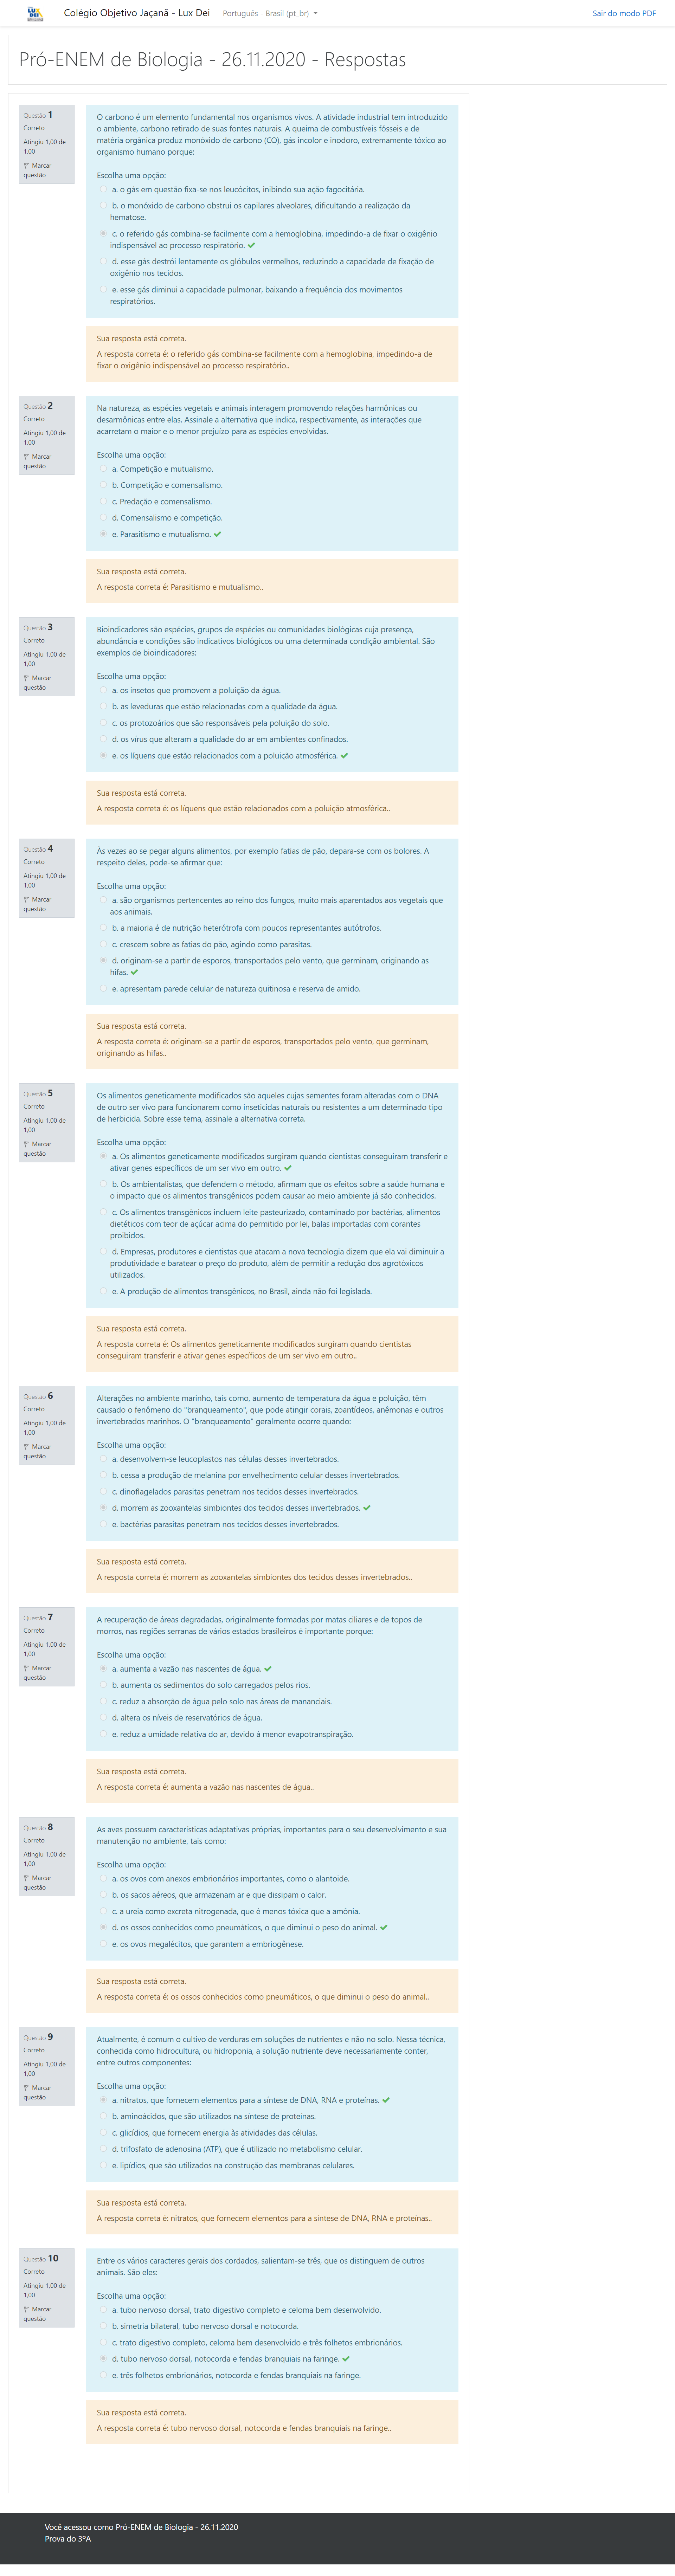 LUX
DEI
Colégio Objetivo Jaçanã - Lux Dei
Português - Brasil (pt_br)
Sair do modo PDF
Pró-ENEM de Biologia - 26.11.2020 - Respostas
Questão 1
Correto
Atingiu 1,00 de
1,00
Marcar
questão
O carbono é um elemento fundamental nos organismos vivos. A atividade industrial tem introduzido
o ambiente, carbono retirado de suas fontes naturais. A queima de combustíveis fósseis e de
matéria orgânica produz monóxido de carbono (CO), gás incolor e inodoro, extremamente tóxico ao
organismo humano porque:
Escolha uma opção:
a. o gás em questão fixa-se nos leucócitos, inibindo sua ação fagocitária.
b. o monóxido de carbono obstrui os capilares alveolares, dificultando a realização da
hematose.
c. o referido gás combina-se facilmente com a hemoglobina, impedindo-a de fixar o oxigênio
indispensável ao processo respiratório.
d. esse gás destrói lentamente os glóbulos vermelhos, reduzindo a capacidade de fixação de
oxigênio nos tecidos.
e. esse gás diminui a capacidade pulmonar, baixando a frequência dos movimentos
respiratórios.
Sua resposta está correta.
A resposta correta é: o referido gás combina-se facilmente com a hemoglobina, impedindo-a de
fixar o oxigênio indispensável ao processo respiratório..
Questão 2
Correto
Atingiu 1,00 de
1,00
Marcar
questão
Na natureza, as espécies vegetais e animais interagem promovendo relações harmônicas ou
desarmônicas entre elas. Assinale a alternativa que indica, respectivamente, as interações que
acarretam o maior e o menor prejuízo para as espécies envolvidas.
Escolha uma opção:
a. Competição e mutualismo.
b. Competição e comensalismo.
c. Predação e comensalismo.
d. Comensalismo e competição.
e. Parasitismo e mutualismo.
Sua resposta está correta.
A resposta correta é: Parasitismo e mutualismo..
Questão 3
Correto
Atingiu 1,00 de
1,00
Marcar
questão
Bioindicadores são espécies, grupos de espécies ou comunidades biológicas cuja presença,
abundância e condições são indicativos biológicos ou uma determinada condição ambiental. São
exemplos de bioindicadores:
Escolha uma opção:
a. os insetos que promovem a poluição da água.
b. as leveduras que estão relacionadas com a qualidade da água.
c. os protozoários que são responsáveis pela poluição do solo.
d. os vírus que alteram a qualidade do ar em ambientes confinados.
e. os líquens que estão relacionados com a poluição atmosférica.
Sua resposta está correta.
A resposta correta é: os líquens que estão relacionados com a poluição atmosférica..
Questão 4
Correto
Atingiu 1,00 de
1,00
Marcar
questão
Às vezes ao se pegar alguns alimentos, por exemplo fatias de pão, depara-se com os bolores. A
respeito deles, pode-se afirmar que:
Escolha uma opção:
a. são organismos pertencentes ao reino dos fungos, muito mais aparentados aos vegetais que
aos animais.
b. a maioria é de nutrição heterótrofa com poucos representantes autótrofos.
c. crescem sobre as fatias do pão, agindo como parasitas.
d. originam-se a partir de esporos, transportados pelo vento, que germinam, originando as
hifas.
e. apresentam parede celular de natureza quitinosa e reserva de amido.
Sua resposta está correta.
A resposta correta é: originam-se a partir de esporos, transportados pelo vento, que germinam,
originando as hifas..
Questão 5
Correto
Atingiu 1,00 de
1,00
Marcar
questão
Os alimentos geneticamente modificados são aqueles cujas sementes foram alteradas com o DNA
de outro ser vivo para funcionarem como inseticidas naturais ou resistentes a um determinado tipo
de herbicida. Sobre esse tema, assinale a alternativa correta.
Escolha uma opção:
a. Os alimentos geneticamente modificados surgiram quando cientistas conseguiram transferir e
ativar genes específicos de um ser vivo em outro.
b. Os ambientalistas, que defendem o método, afirmam que os efeitos sobre a saúde humana e
o impacto que os alimentos transgênicos podem causar ao meio ambiente já são conhecidos.
c. Os alimentos transgênicos incluem leite pasteurizado, contaminado por bactérias, alimentos
dietéticos com teor de açúcar acima do permitido por lei, balas importadas com corantes
proibidos.
d. Empresas, produtores e cientistas que atacam a nova tecnologia dizem que ela vai diminuir a
produtividade e baratear o preço do produto, além de permitir a redução dos agrotóxicos
utilizados.
e. A produção de alimentos transgênicos, no Brasil, ainda não foi legislada.
Sua resposta está correta.
A resposta correta é: Os alimentos geneticamente modificados surgiram quando cientistas
conseguiram transferir e ativar genes específicos de um ser vivo em outro..
Questão 6
Correto
Atingiu 1,00 de
1,00
Marcar
questão
Alterações no ambiente marinho, tais como, aumento de temperatura da água e poluição, têm
causado o fenômeno do "branqueamento", que pode atingir corais, zoantídeos, anêmonas e outros
invertebrados marinhos. O "branqueamento" geralmente ocorre quando:
Escolha uma opção:
a. desenvolvem-se leucoplastos nas células desses invertebrados.
b. cessa a produção de melanina por envelhecimento celular desses invertebrados.
c. dinoflagelados parasitas penetram nos tecidos desses invertebrados.
d. morrem as zooxantelas simbiontes dos tecidos desses invertebrados.
e. bactérias parasitas penetram nos tecidos desses invertebrados.
Sua resposta está correta.
A resposta correta é: morrem as zooxantelas simbiontes dos tecidos desses invertebrados..
Questão 7
Correto
Atingiu 1,00 de
1,00
Marcar
questão
A recuperação de áreas degradadas, originalmente formadas por matas ciliares e de topos de
morros, nas regiões serranas de vários estados brasileiros é importante porque:
Escolha uma opção:
a. aumenta a vazão nas nascentes de água.
b. aumenta os sedimentos do solo carregados pelos rios.
c. reduz a absorção de água pelo solo nas áreas de mananciais.
d. altera os níveis de reservatórios de água.
e. reduz a umidade relativa do ar, devido à menor evapotranspiração.
Sua resposta está correta.
A resposta correta é: aumenta a vazão nas nascentes de água..
Questão 8
Correto
Atingiu 1,00 de
1,00
Marcar
questão
As aves possuem características adaptativas próprias, importantes para o seu desenvolvimento e sua
manutenção no ambiente, tais como:
Escolha uma opção:
a. os ovos com anexos embrionários importantes, como o alantoide.
b. os sacos aéreos, que armazenam ar e que dissipam o calor.
c. a ureia como excreta nitrogenada, que é menos tóxica que a amônia.
d. os ossos conhecidos como pneumáticos, o que diminui o peso do animal.
e. os ovos megalécitos, que garantem a embriogênese.
Sua resposta está correta.
A resposta correta é: os ossos conhecidos como pneumáticos, o que diminui o peso do animal..
Questão 9
Correto
Atingiu 1,00 de
1,00
Marcar
questão
Atualmente, é comum o cultivo de verduras em soluções de nutrientes e não no solo. Nessa técnica,
conhecida como hidrocultura, ou hidroponia, a solução nutriente deve necessariamente conter,
entre outros componentes:
Escolha uma opção:
a. nitratos, que fornecem elementos para a síntese de DNA, RNA e proteínas.
b. aminoácidos, que são utilizados na síntese de proteínas.
c. glicídios, que fornecem energia às atividades das células.
d. trifosfato de adenosina (ATP), que é utilizado no metabolismo celular.
e. lipídios, que são utilizados na construção das membranas celulares.
Sua resposta está correta.
A resposta correta é: nitratos, que fornecem elementos para a síntese de DNA, RNA e proteínas..
Questão 10
Correto
Atingiu 1,00 de
1,00
Marcar
questão
Entre os vários caracteres gerais dos cordados, salientam-se três, que os distinguem de outros
animais. São eles:
Escolha uma opção:
a. tubo nervoso dorsal, trato digestivo completo e celoma bem desenvolvido.
b. simetria bilateral, tubo nervoso dorsal e notocorda.
c. trato digestivo completo, celoma bem desenvolvido e três folhetos embrionários.
d. tubo nervoso dorsal, notocorda e fendas branquiais na faringe.
e. três folhetos embrionários, notocorda e fendas branquiais na faringe.
Sua resposta está correta.
A resposta correta é: tubo nervoso dorsal, notocorda e fendas branquiais na faringe..
Você acessou como Pró-ENEM de Biologia - 26.11.2020
Prova do 3ºA